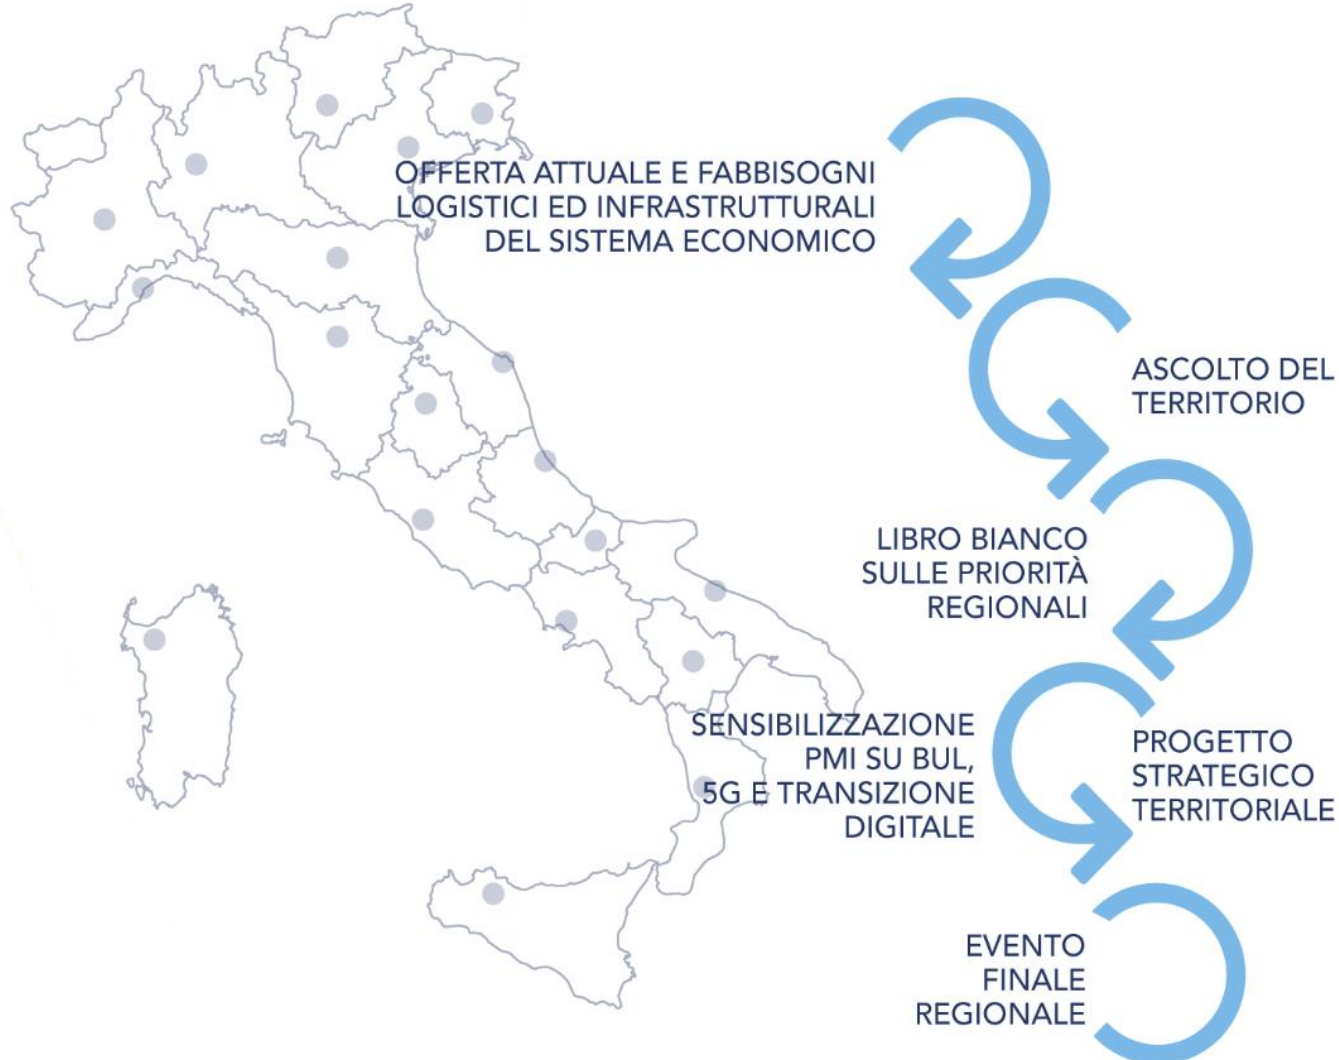 OFFERTA ATTUALE E FABBISOGNI
LOGISTICI ED INFRASTRUTTURALI
DEL SISTEMA ECONOMICO
ASCOLTO DEL
TERRITORIO
LIBRO BIANCO
SULLE PRIORITÀ
REGIONALI
SENSIBILIZZAZIONE
PMI SU BUL,
5G E TRANSIZIONE
DIGITALE
PROGETTO
STRATEGICO
TERRITORIALE
EVENTO
FINALE
REGIONALE